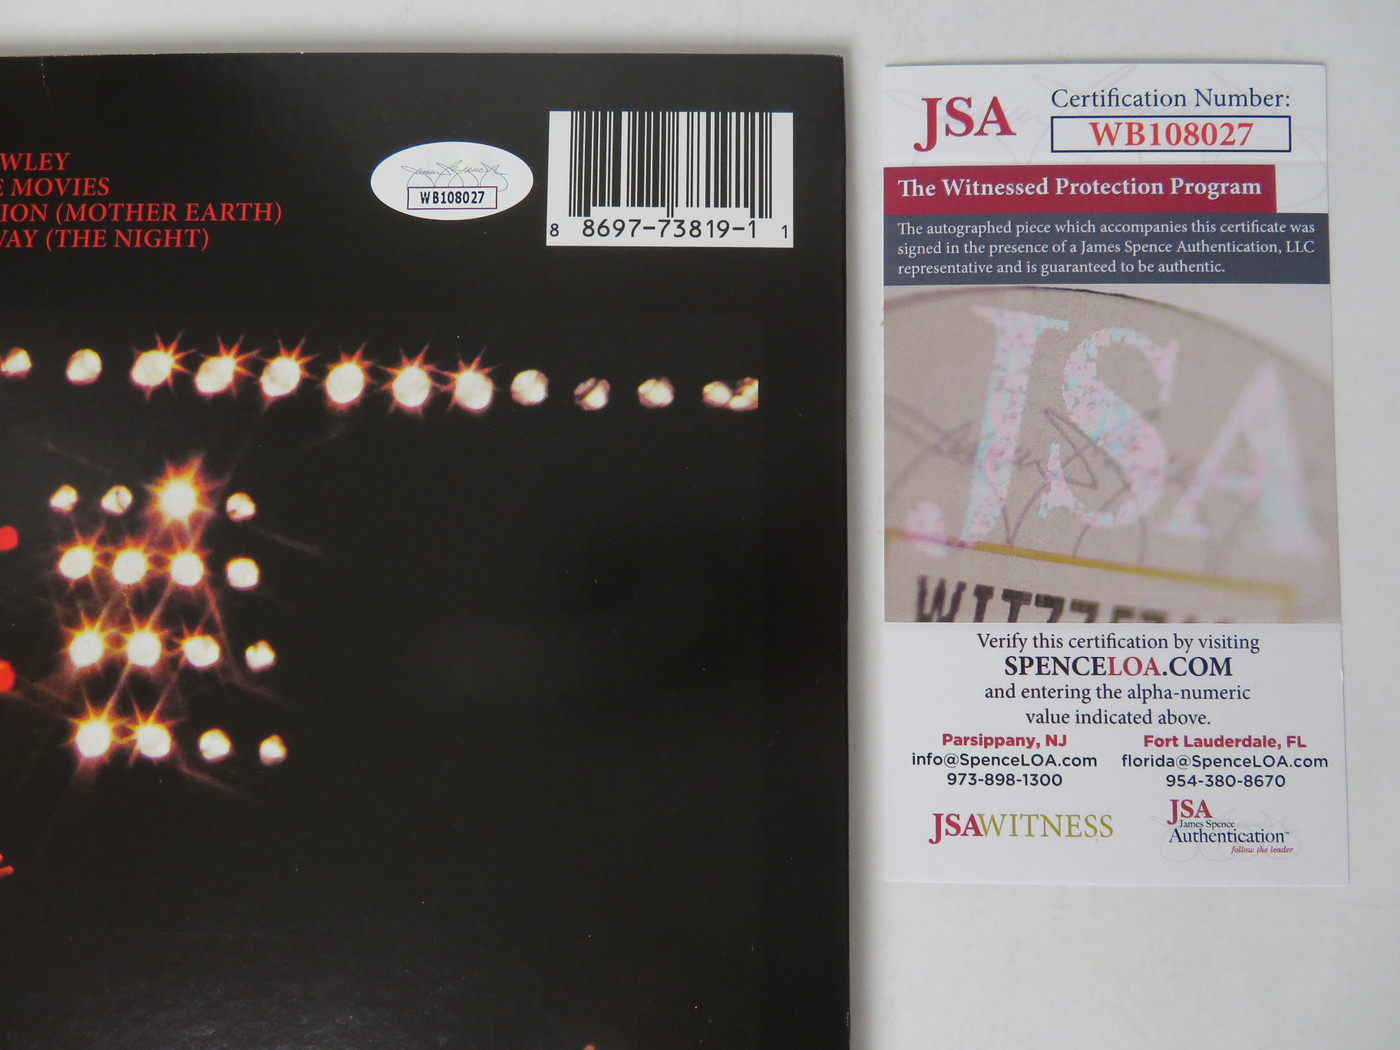 WLEY
E MOVIES
ION (MOTHER EARTH)
WAY (THE NIGHT)
WB108027
8 8697-73819-1 1
JSA
Certification Number:
WB108027
The Witnessed Protection Program
The autographed piece which accompanies this certificate was
signed in the presence of a James Spence Authentication, LLC
representative and is guaranteed to be authentic.
JSA
Verify this certification by visiting
SPENCELOA.COM
and entering the alpha-numeric
value indicated above.
Parsippany, NJ
info@SpenceLOA.com
973-898-1300
Fort Lauderdale, FL
florida@SpenceLOA.com
954-380-8670
JSAWITNESS
JSA
James Spence
Authentication™
follow the leader